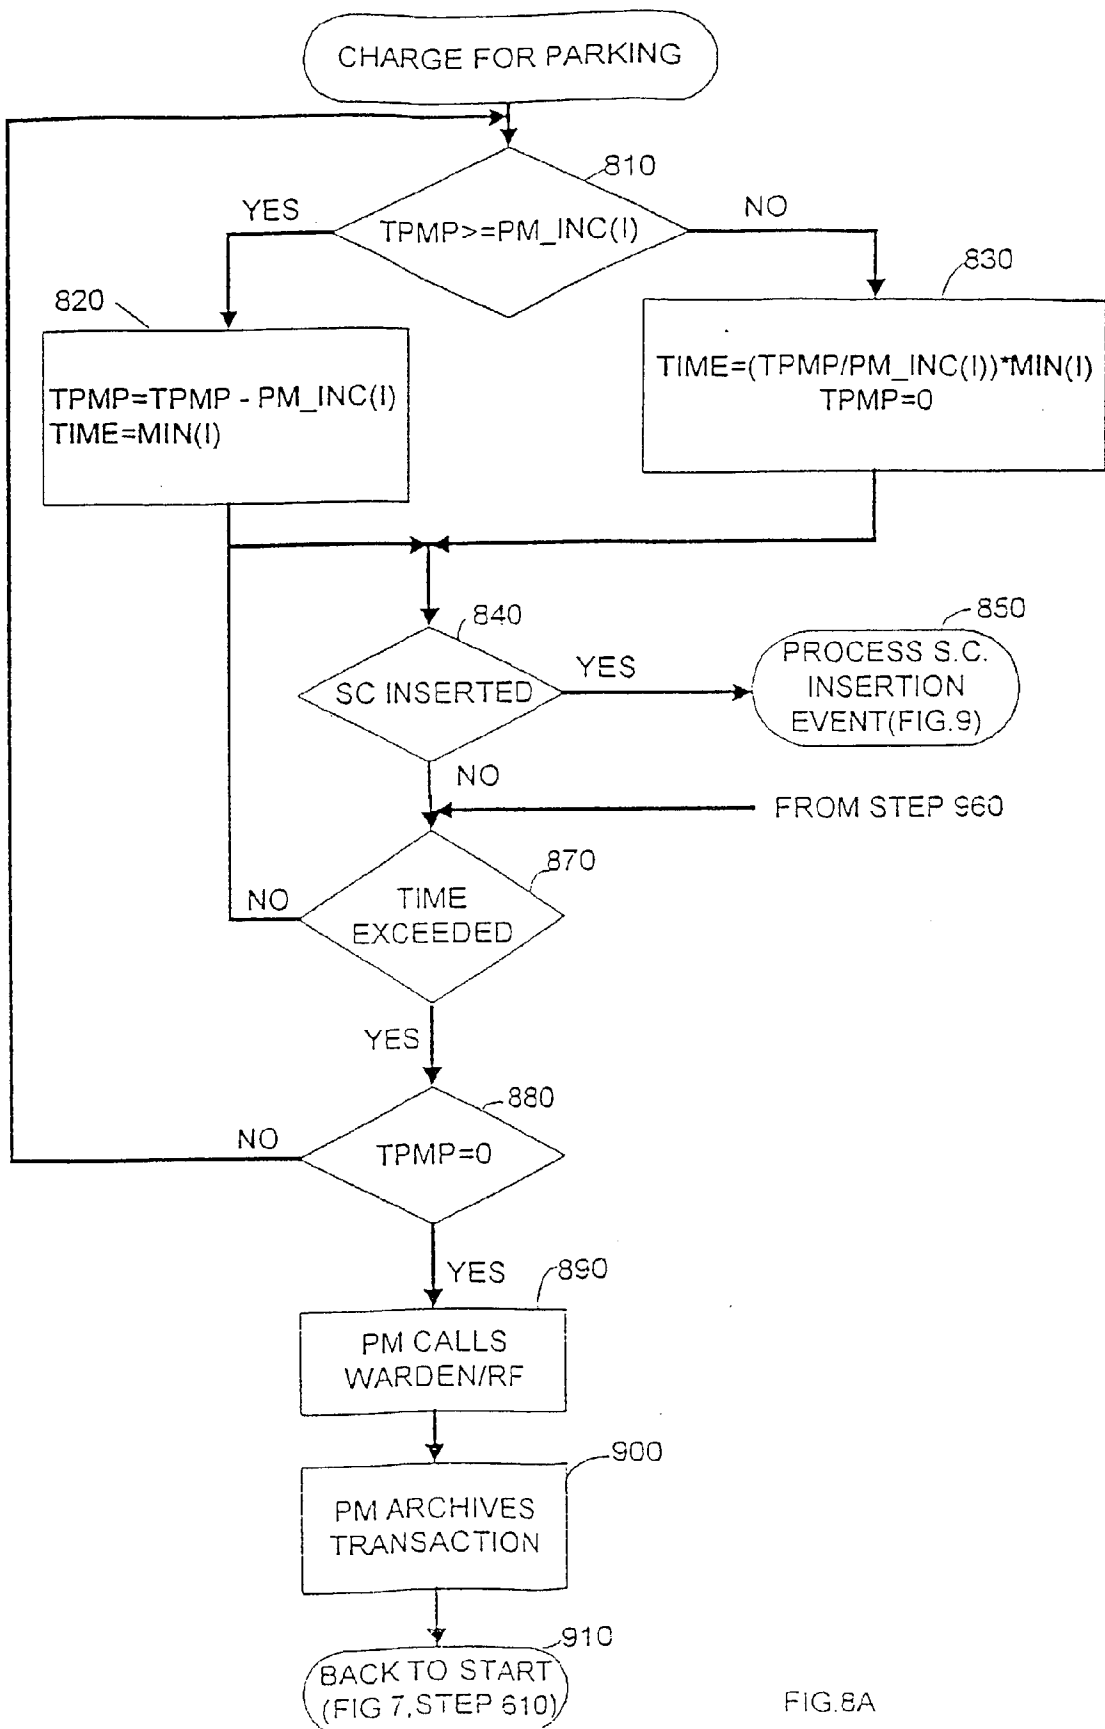 CHARGE FOR PARKING
810
YES
NO
TPMP>=PM_INC(I)
820
830
TPMP=TPMP - PM_INC(I)
TIME=MIN(I)
TIME=(TPMP/PM_INC(I))*MIN(I)
TPMP=0
840
850
SC INSERTED
YES
PROCESS S.C.
INSERTION
EVENT(FIG.9)
NO
FROM STEP 960
870
NO
TIME
EXCEEDED
YES
880
NO
TPMP=0
YES
890
PM CALLS
WARDEN/RF
900
PM ARCHIVES
TRANSACTION
910
BACK TO START
(FIG 7,STEP 610)
FIG.8A